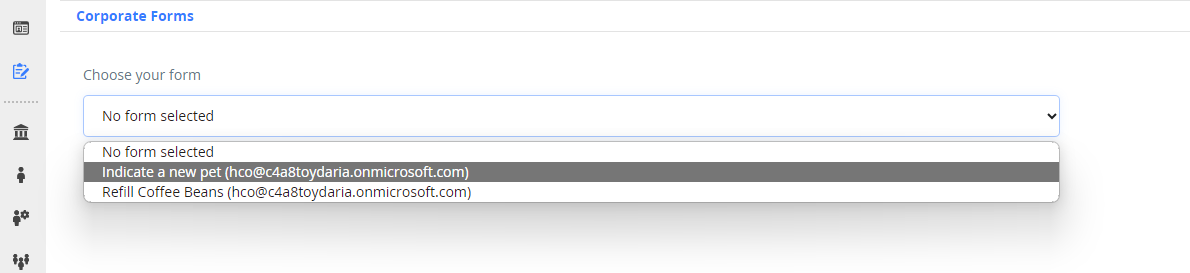 Corporate Forms
Choose your form
No form selected
No form selected
Indicate a new pet (hco@c4a8toydaria.onmicrosoft.com)
Refill Coffee Beans (hco@c4a8toydaria.onmicrosoft.com)